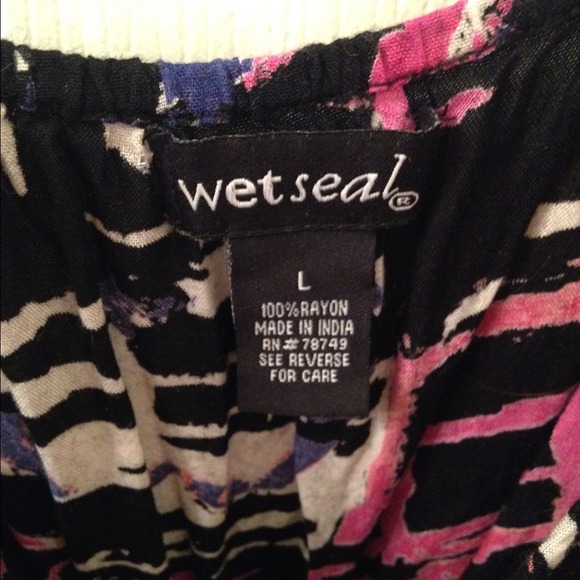 wetseal®
L
100%RAYON
MADE IN INDIA
RN# 78749
SEE REVERSE
FOR CARE